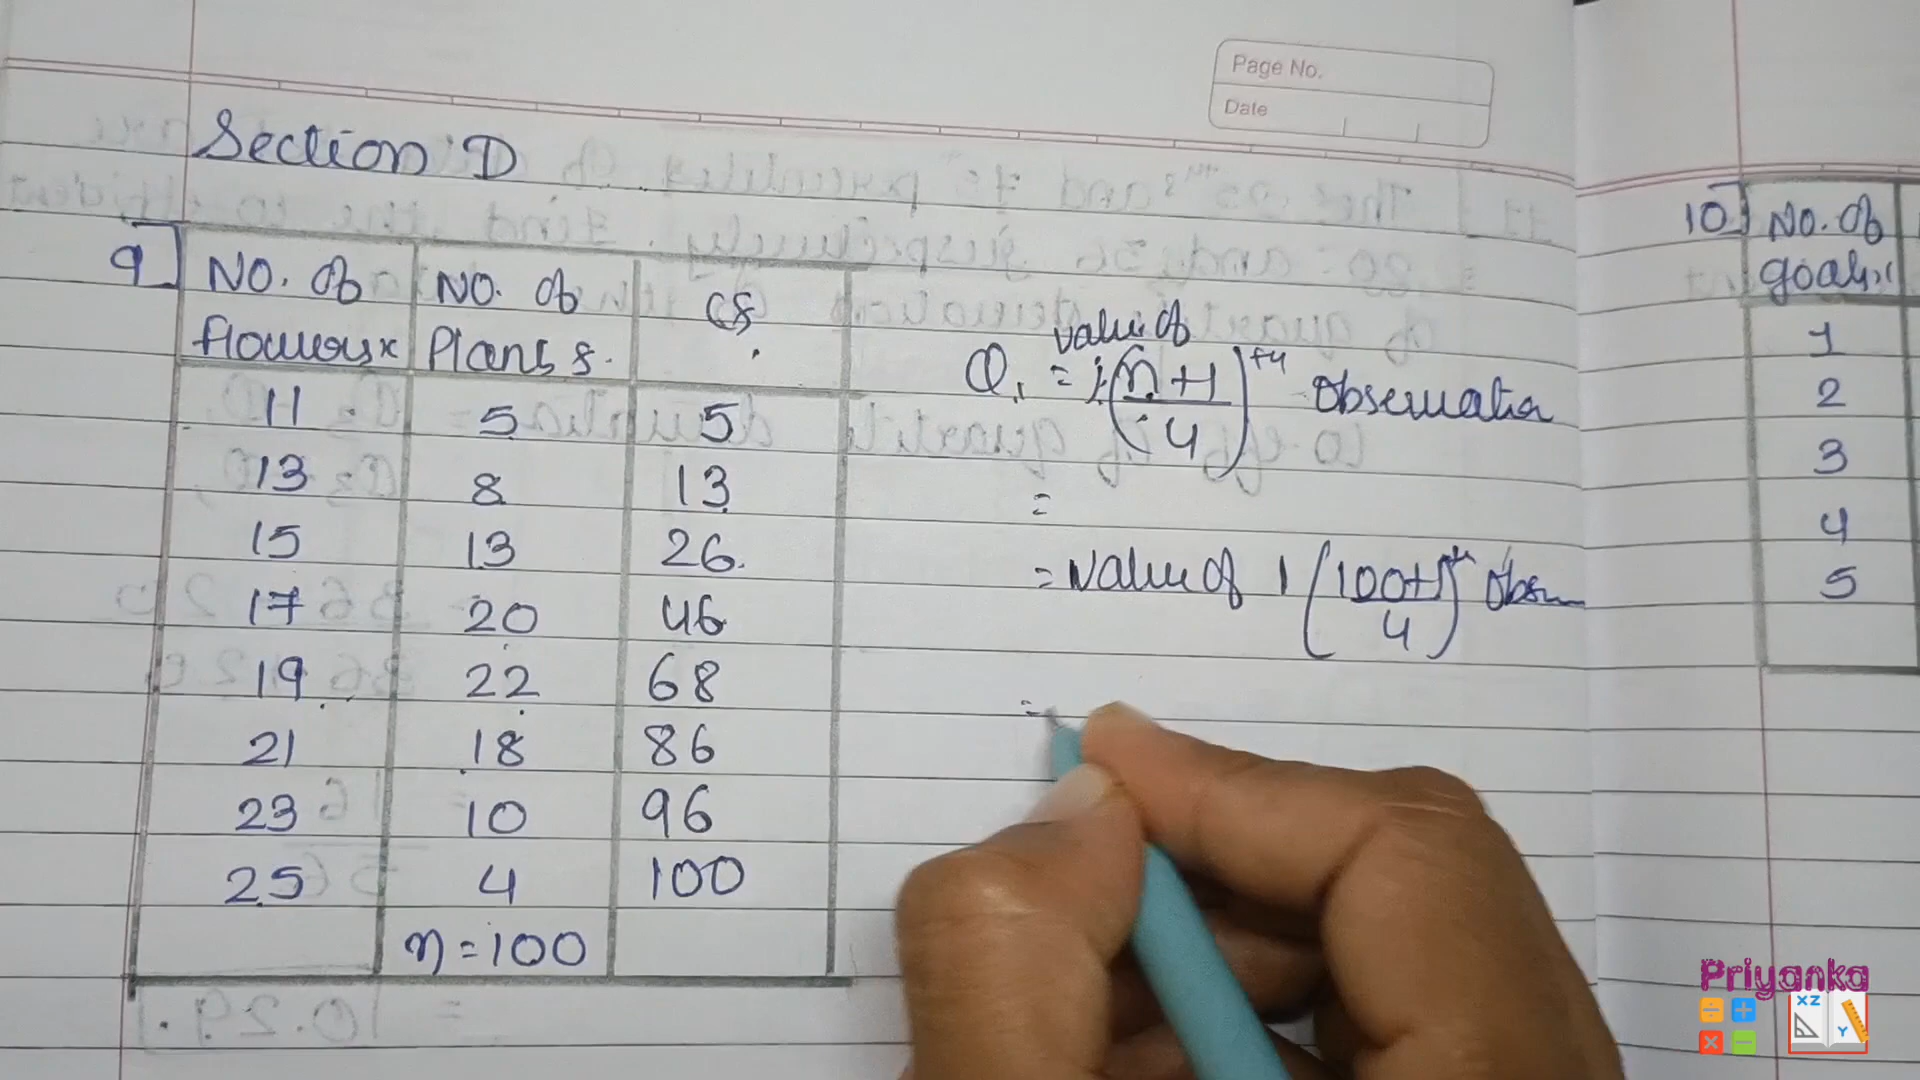 Page No.
Date
Section D
9] No. of flowers x | No. of Plants f. | cf
11 5 5
13 8 13
15 13 26
17 20 46
19 22 68
21 18 86
23 10 96
25 4 100
n = 100
value of
Q1 = i(n+1/4)th Observation
=
= value of 1(100+1/4)th Obse
=
10] No. of
goals x
1
2
3
4
5
Priyanka
XZ
Y